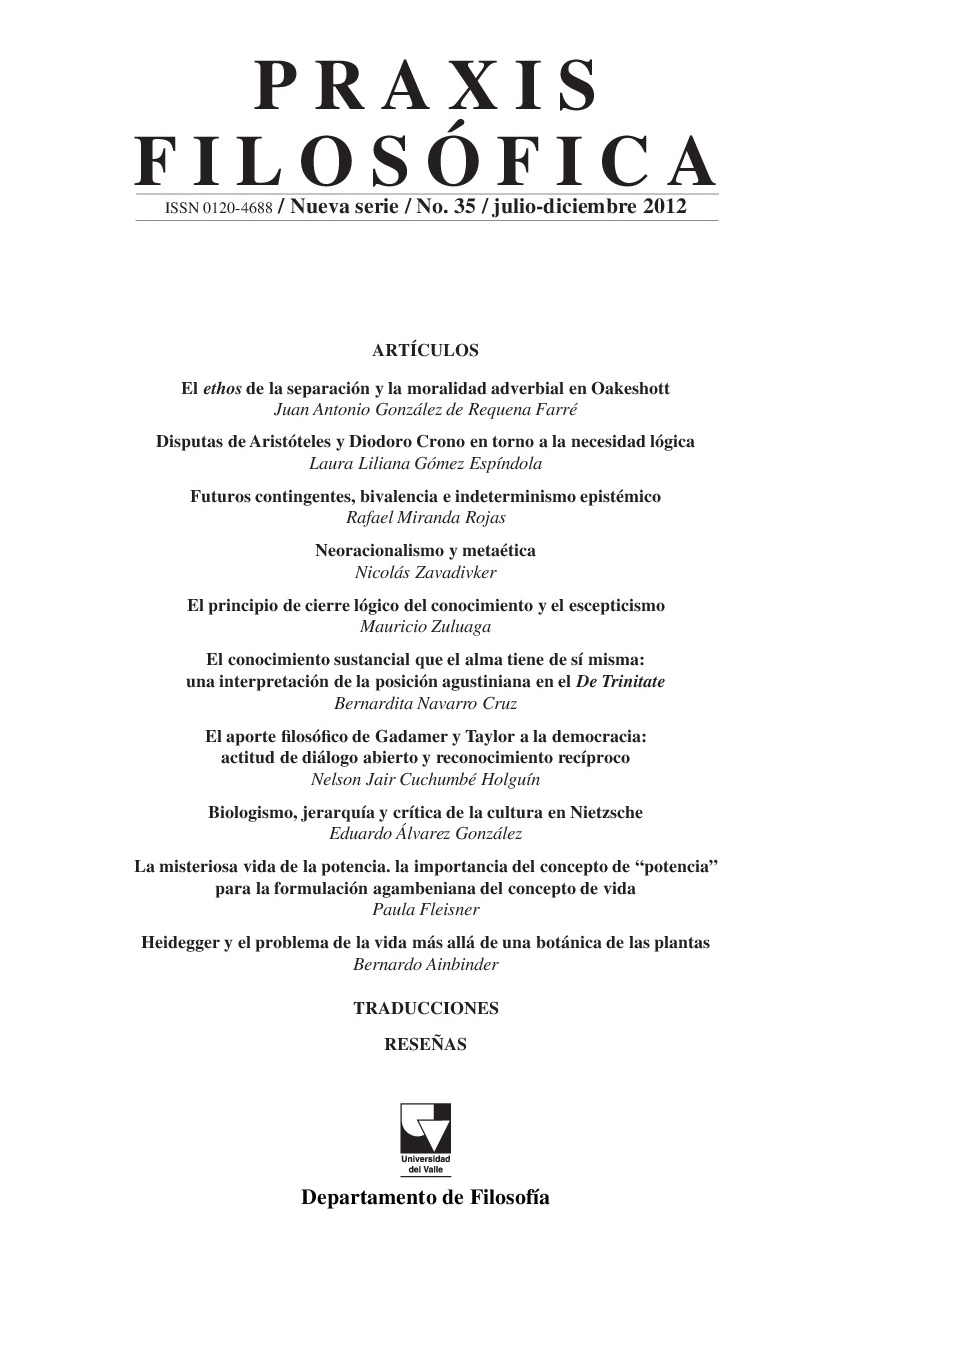 PRAXIS
FILOSÓFICA
ISSN 0120-4688 / Nueva serie / No. 35 / julio-diciembre 2012
ARTÍCULOS
El ethos de la separación y la moralidad adverbial en Oakeshott
Juan Antonio González de Requena Farré
Disputas de Aristóteles y Diodoro Crono en torno a la necesidad lógica
Laura Liliana Gómez Espíndola
Futuros contingentes, bivalencia e indeterminismo epistémico
Rafael Miranda Rojas
Neoracionalismo y metaética
Nicolás Zavadivker
El principio de cierre lógico del conocimiento y el escepticismo
Mauricio Zuluaga
El conocimiento sustancial que el alma tiene de sí misma:
una interpretación de la posición agustiniana en el De Trinitate
Bernardita Navarro Cruz
El aporte filosófico de Gadamer y Taylor a la democracia:
actitud de diálogo abierto y reconocimiento recíproco
Nelson Jair Cuchumbé Holguín
Biologismo, jerarquía y crítica de la cultura en Nietzsche
Eduardo Álvarez González
La misteriosa vida de la potencia. la importancia del concepto de “potencia”
para la formulación agambeniana del concepto de vida
Paula Fleisner
Heidegger y el problema de la vida más allá de una botánica de las plantas
Bernardo Ainbinder
TRADUCCIONES
RESEÑAS
Universidad
del Valle
Departamento de Filosofía